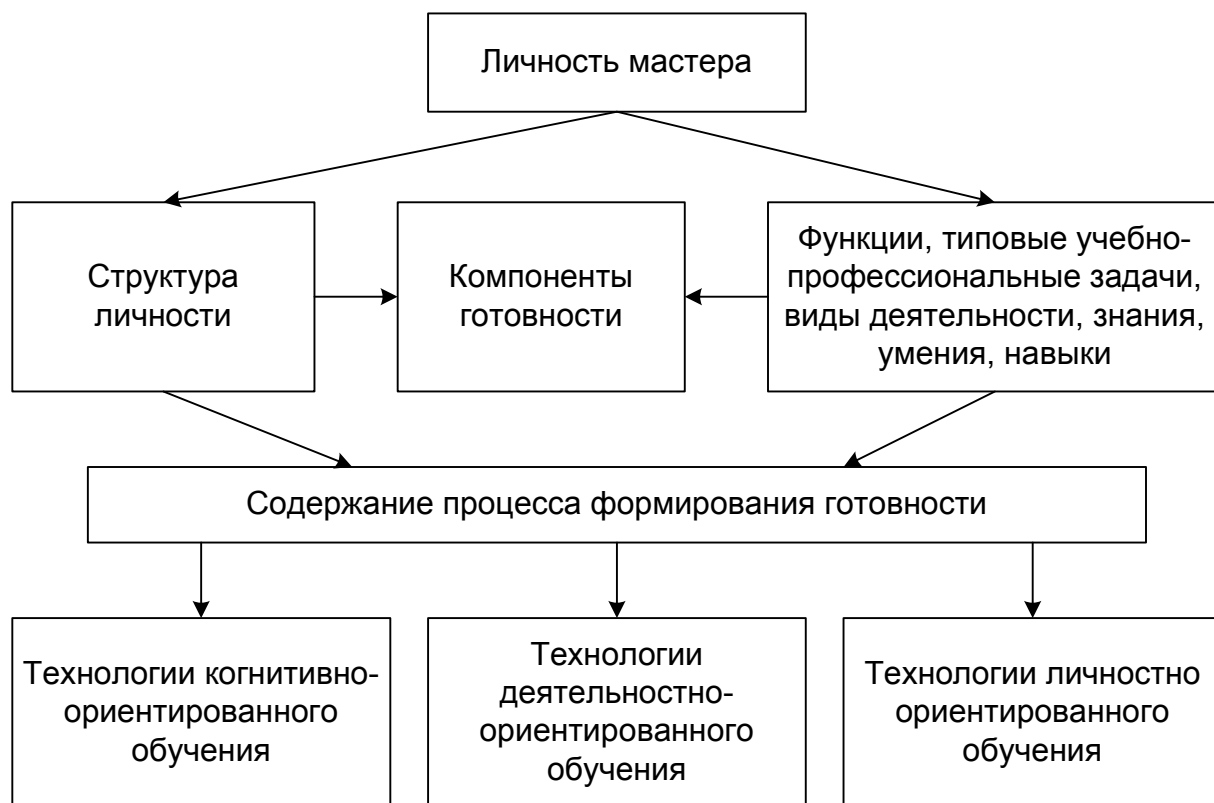 Личность мастера
Структура
личности
Компоненты
готовности
Функции, типовые учебно-
профессиональные задачи,
виды деятельности, знания,
умения, навыки
Содержание процесса формирования готовности
Технологии когнитивно-
ориентированного
обучения
Технологии
деятельностно-
ориентированного
обучения
Технологии личностно
ориентированного
обучения